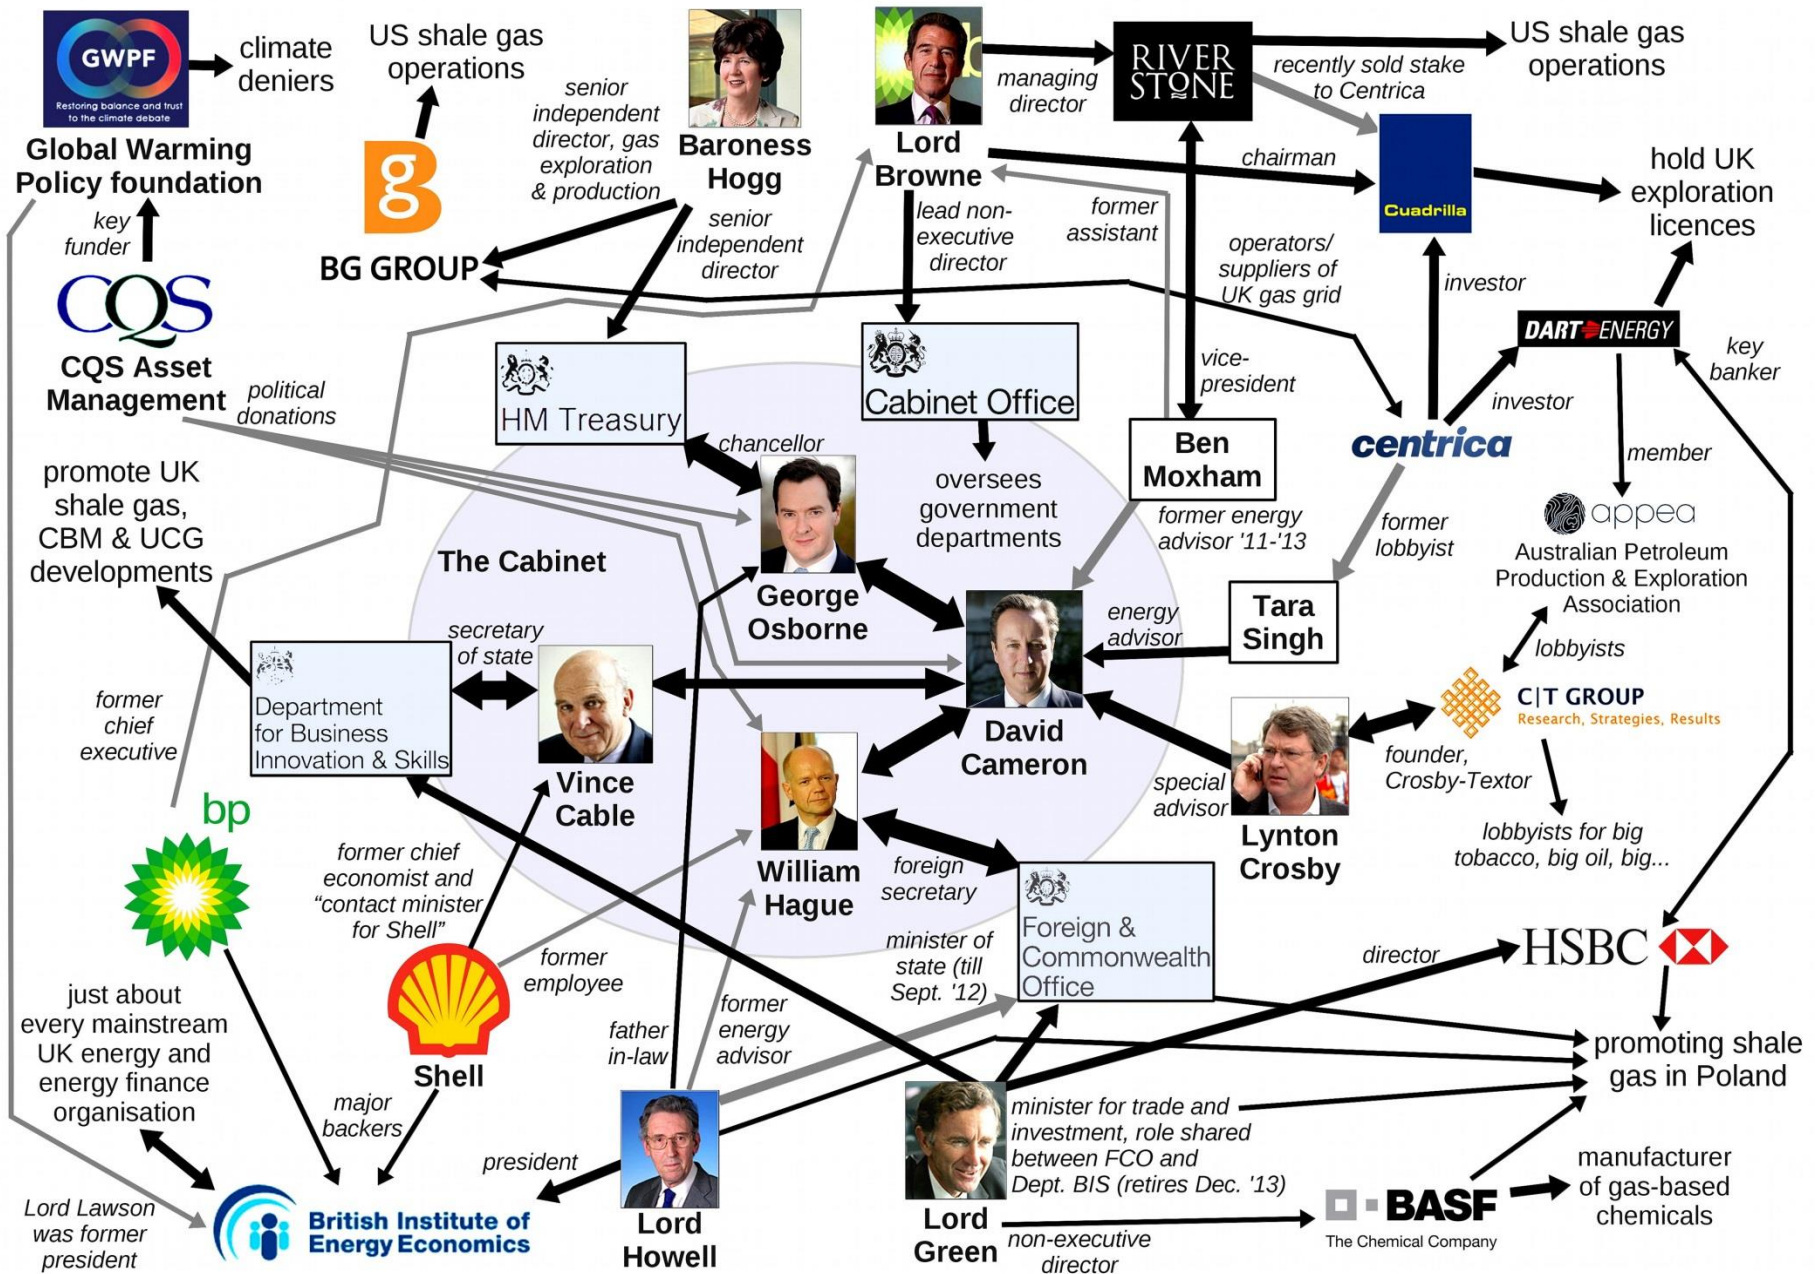 GWPF
Restoring balance and trust
to the climate debate
climate
deniers
Global Warming
Policy foundation
key
funder
CQS
CQS Asset
Management
political
donations
US shale gas
operations
BG
BG GROUP
senior
independent
director, gas
exploration
& production
Baroness
Hogg
senior
independent
director
Lord
Browne
managing
director
RIVER
STONE
recently sold stake
to Centrica
US shale gas
operations
chairman
Cuadrilla
hold UK
exploration
licences
lead non-
executive
director
former
assistant
operators/
suppliers of
UK gas grid
investor
DART ENERGY
key
banker
vice-
president
investor
centrica
member
HM Treasury
chancellor
Cabinet Office
oversees
government
departments
Ben
Moxham
former energy
advisor '11-'13
former
lobbyist
appea
Australian Petroleum
Production & Exploration
Association
promote UK
shale gas,
CBM & UCG
developments
The Cabinet
George
Osborne
energy
advisor
Tara
Singh
lobbyists
C|T GROUP
Research, Strategies, Results
secretary
of state
Department
for Business
Innovation & Skills
Vince
Cable
David
Cameron
special
advisor
Lynton
Crosby
founder,
Crosby-Textor
lobbyists for big
tobacco, big oil, big...
former
chief
executive
bp
former chief
economist and
“contact minister
for Shell”
William
Hague
foreign
secretary
Foreign &
Commonwealth
Office
minister of
state (till
Sept. '12)
director
HSBC
former
employee
Shell
just about
every mainstream
UK energy and
energy finance
organisation
father
in-law
former
energy
advisor
promoting shale
gas in Poland
major
backers
president
Lord
Howell
minister for trade and
investment, role shared
between FCO and
Dept. BIS (retires Dec. '13)
Lord
Green
non-executive
director
BASF
The Chemical Company
manufacturer
of gas-based
chemicals
Lord Lawson
was former
president
British Institute of
Energy Economics